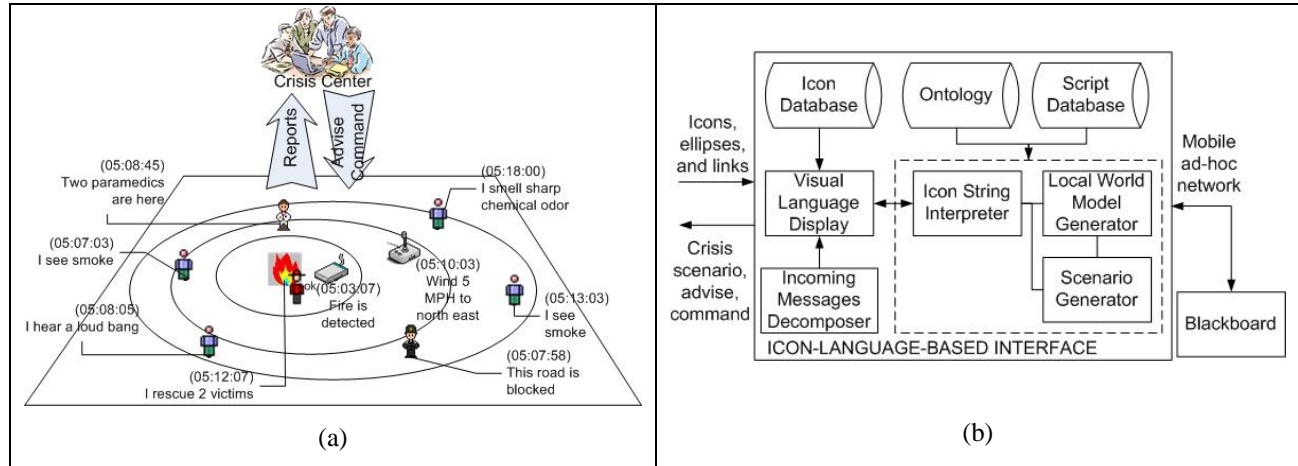 Crisis Center
Reports
Advise
Command
(05:08:45)
Two paramedics
are here
(05:18:00)
I smell sharp
chemical odor
(05:07:03)
I see smoke
(05:10:03)
Wind 5
MPH to
north east
ok
(05:03:07)
Fire is
detected
(05:13:03)
I see
smoke
(05:08:05)
I hear a loud bang
(05:12:07)
I rescue 2 victims
(05:07:58)
This road is
blocked
(a)
Icon
Database
Ontology
Script
Database
Icons,
ellipses,
and links
Mobile
ad-hoc
network
Visual
Language
Display
Icon String
Interpreter
Local World
Model
Generator
Crisis
scenario,
advise,
command
Incoming
Messages
Decomposer
Scenario
Generator
Blackboard
ICON-LANGUAGE-BASED INTERFACE
(b)